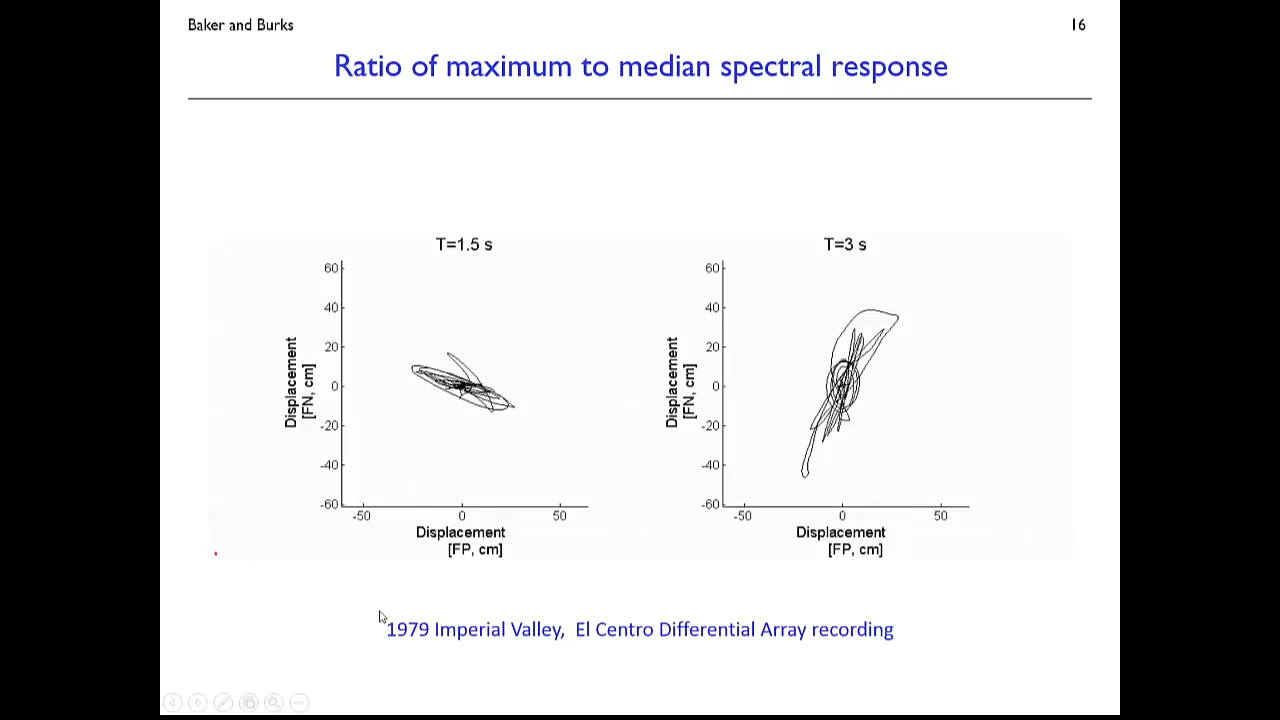 Baker and Burks
16
Ratio of maximum to median spectral response
T=1.5 s
60
40
20
0
-20
-40
-60
Displacement
[FN, cm]
-50
0
50
Displacement
[FP, cm]
T=3 s
60
40
20
0
-20
-40
-60
Displacement
[FN, cm]
-50
0
50
Displacement
[FP, cm]
1979 Imperial Valley, El Centro Differential Array recording